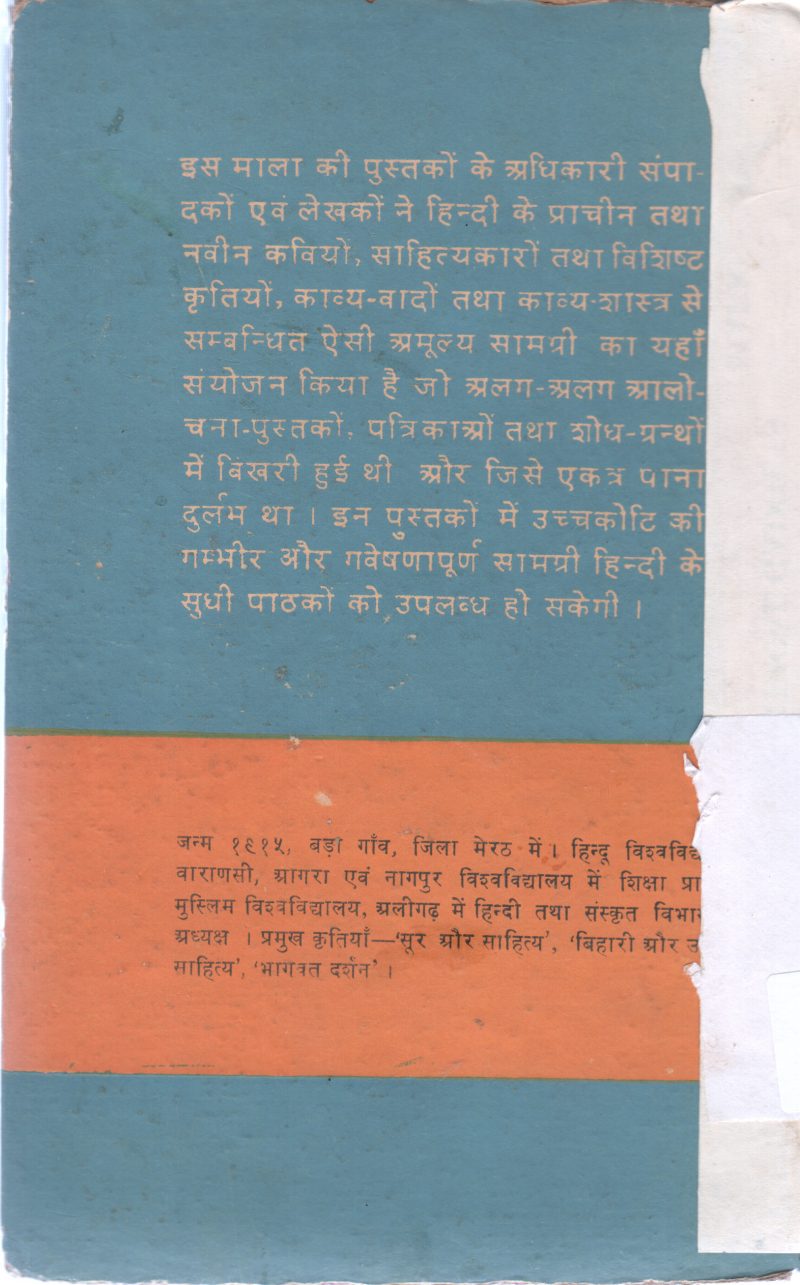 इस माला की पुस्तकों के अधिकारी संपा-
दकों एवं लेखकों ने हिन्दी के प्राचीन तथा
नवीन कवियों, साहित्यकारों तथा विशिष्ट
कृतियों, काव्य-वादों तथा काव्य-शास्त्र से
सम्बन्धित ऐसी अमूल्य सामग्री का यहाँ
संयोजन किया है जो अलग-अलग आलो-
चना-पुस्तकों, पत्रिकाओं तथा शोध-ग्रन्थों
में बिखरी हुई थी और जिसे एकत्र पाना
दुर्लभ था । इन पुस्तकों में उच्चकोटि की
गम्भीर और गवेषणापूर्ण सामग्री हिन्दी के
सुधी पाठकों को उपलब्ध हो सकेगी ।
जन्म १९१५, बड़ा गाँव, जिला मेरठ में । हिन्दू
वाराणसी, आगरा एवं नागपुर विश्वविद्यालय में शिक्षा
मुस्लिम विश्वविद्यालय, अलीगढ़ में हिन्दी तथा संस्कृत
अध्यक्ष । प्रमुख कृतियाँ—‘सूर और साहित्य’, ‘बिहारी और
साहित्य’, ‘भागवत दर्शन’ ।